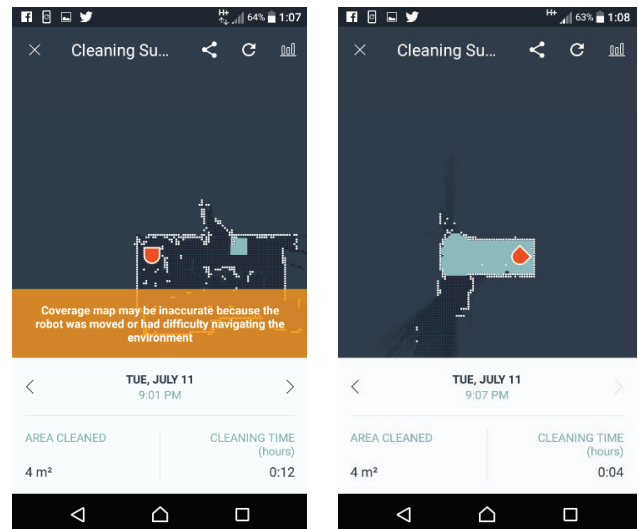 H+ 64% 1:07
Cleaning Su...
Coverage map may be inaccurate because the
robot was moved or had difficulty navigating the
environment
TUE, JULY 11
9:01 PM
AREA CLEANED
CLEANING TIME
(hours)
4 m²
0:12
H+ 63% 1:08
Cleaning Su...
TUE, JULY 11
9:07 PM
AREA CLEANED
CLEANING TIME
(hours)
4 m²
0:04